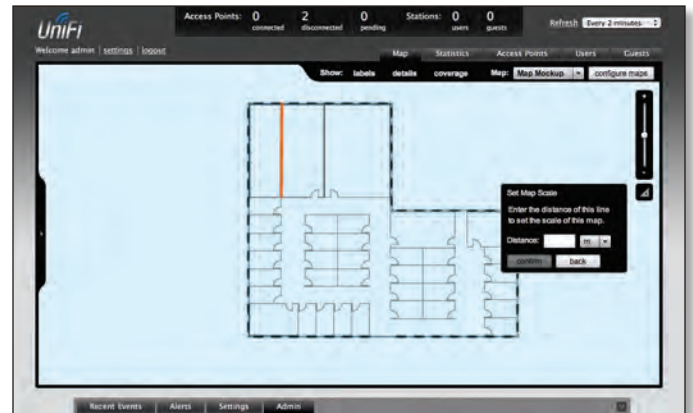 UniFi
Access Points: 0 connected 2 disconnected 0 pending Stations: 0 users 0 guests
Refresh Every 2 minutes
Welcome admin | settings | logout
Map Statistics Access Points Users Guests
Show: labels details coverage Map: Map Mockup configure maps
Set Map Scale
Enter the distance of this line
to set the scale of this map.
Distance: m
confirm back
Recent Events Alerts Settings Admin